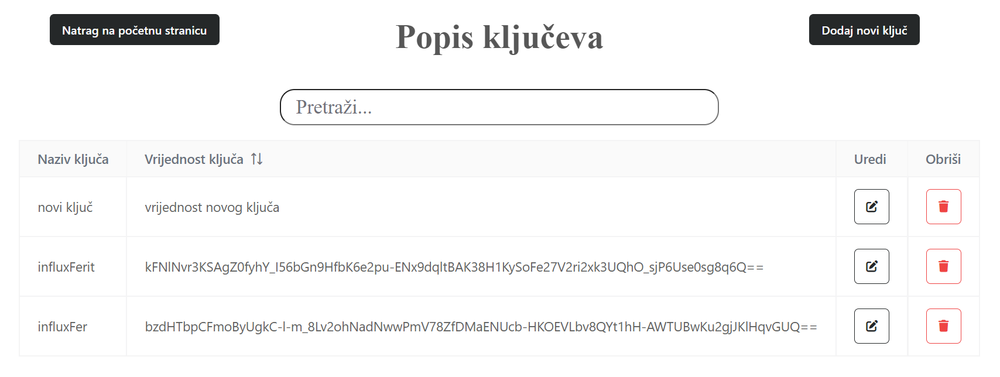 Natrag na početnu stranicu
Popis ključeva
Dodaj novi ključ
Pretraži...
Naziv ključa Vrijednost ključa Uredi Obriši
novi ključ vrijednost novog ključa
influxFerit kFNlNvr3KSAgZ0fyhY_I56bGn9HfbK6e2pu-ENx9dqltBAK38H1KySoFe27V2ri2xk3UQhO_sjP6Use0sg8q6Q==
influxFer bzdHTbpCFmoByUgkC-l-m_8Lv2ohNadNwwPmV78ZfDMaENUcb-HKOEVLbv8QYt1hH-AWTUBwKu2gjJKlHqvGUQ==